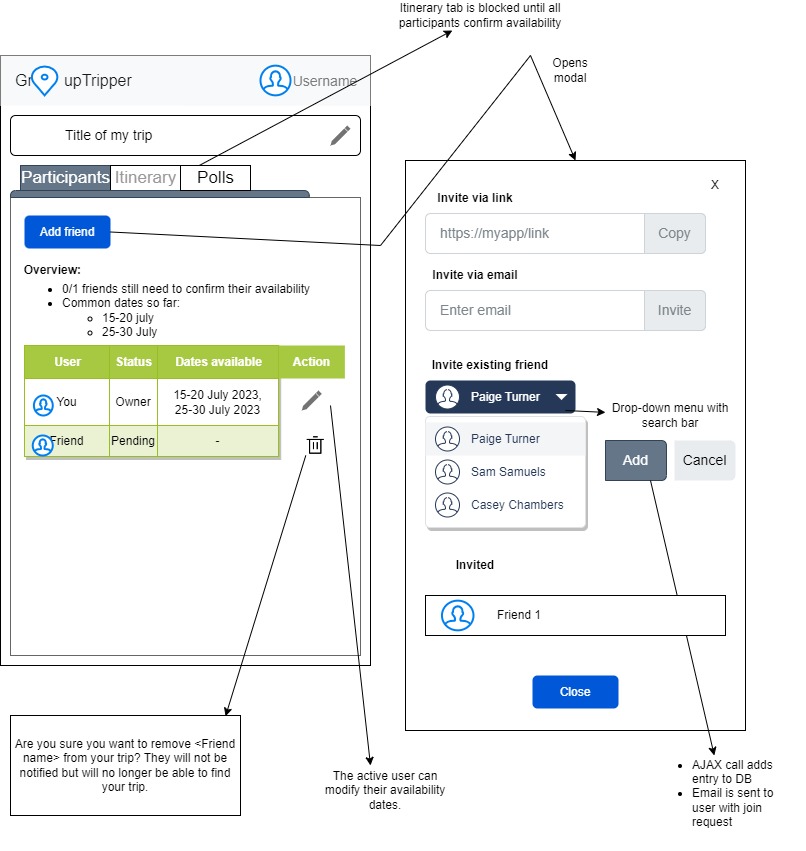 Itinerary tab is blocked until all
participants confirm availability
Opens
modal
Gr upTripper
Username
Title of my trip
Participants Itinerary Polls
Add friend
Overview:
0/1 friends still need to confirm their availability
Common dates so far:
15-20 july
25-30 July
User Status Dates available Action
You Owner 15-20 July 2023,
25-30 July 2023
Friend Pending -
X
Invite via link
https://myapp/link Copy
Invite via email
Enter email Invite
Invite existing friend
Paige Turner
Paige Turner
Sam Samuels
Casey Chambers
Drop-down menu with
search bar
Add Cancel
Invited
Friend 1
Close
Are you sure you want to remove <Friend
name> from your trip? They will not be
notified but will no longer be able to find
your trip.
The active user can
modify their availability
dates.
AJAX call adds
entry to DB
Email is sent to
user with join
request